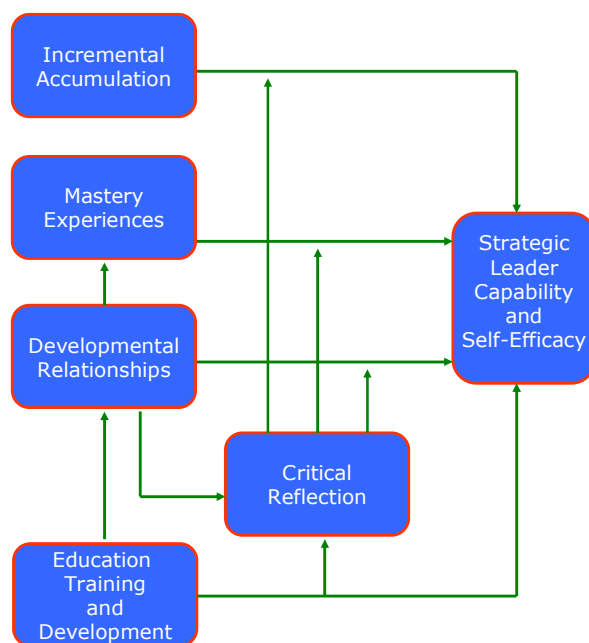 Incremental
Accumulation
Mastery
Experiences
Strategic
Leader
Capability
and
Self-Efficacy
Developmental
Relationships
Critical
Reflection
Education
Training
and
Development